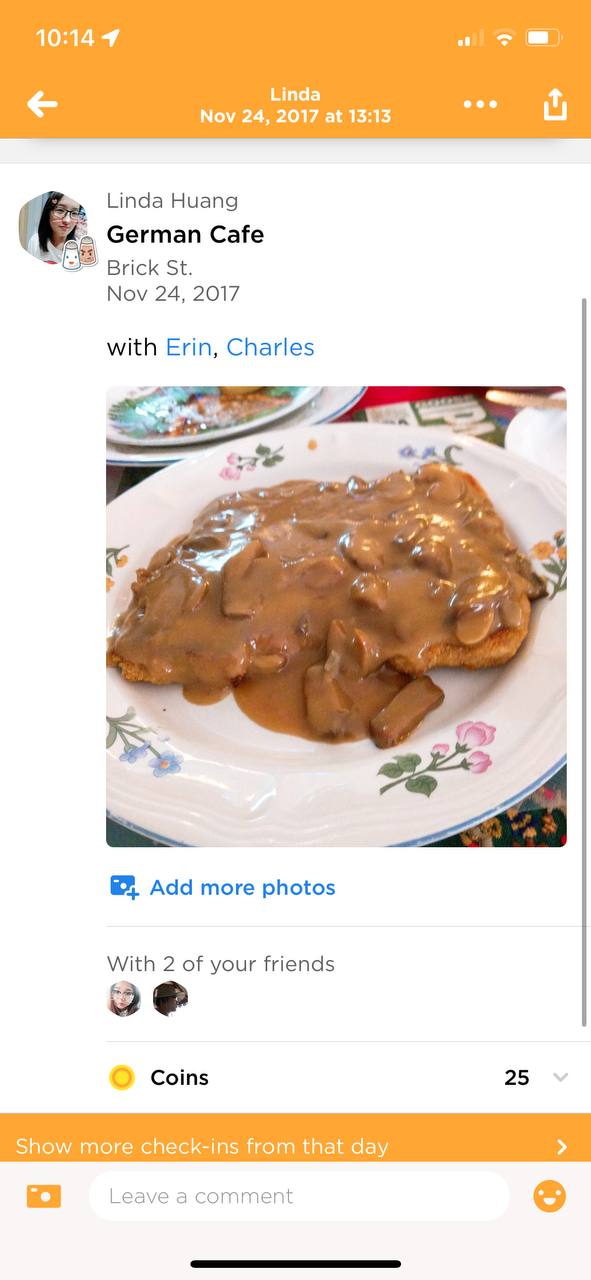 10:14
Linda
Nov 24, 2017 at 13:13
Linda Huang
German Cafe
Brick St.
Nov 24, 2017
with Erin, Charles
Add more photos
With 2 of your friends
Coins 25
Show more check-ins from that day
Leave a comment